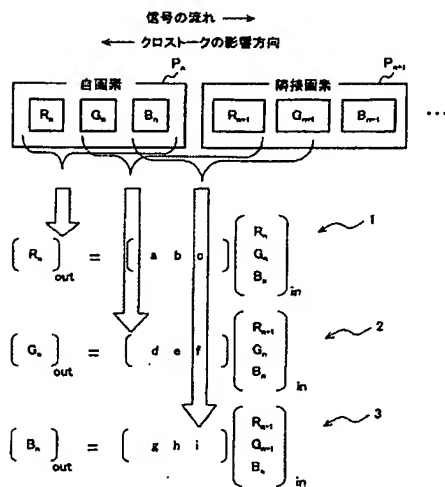 信号の流れ →
← クロストークの影響方向
自画素 Pn
隣接画素 Pn+1
Rn Gn Bn Rn+1 Gn+1 Bn+1 …
1
(Rn)out = (a b c) (Rn Gn Bn)in
2
(Gn)out = (d e f) (Rn+1 Gn Bn)in
3
(Bn)out = (g h i) (Rn+1 Gn+1 Bn)in